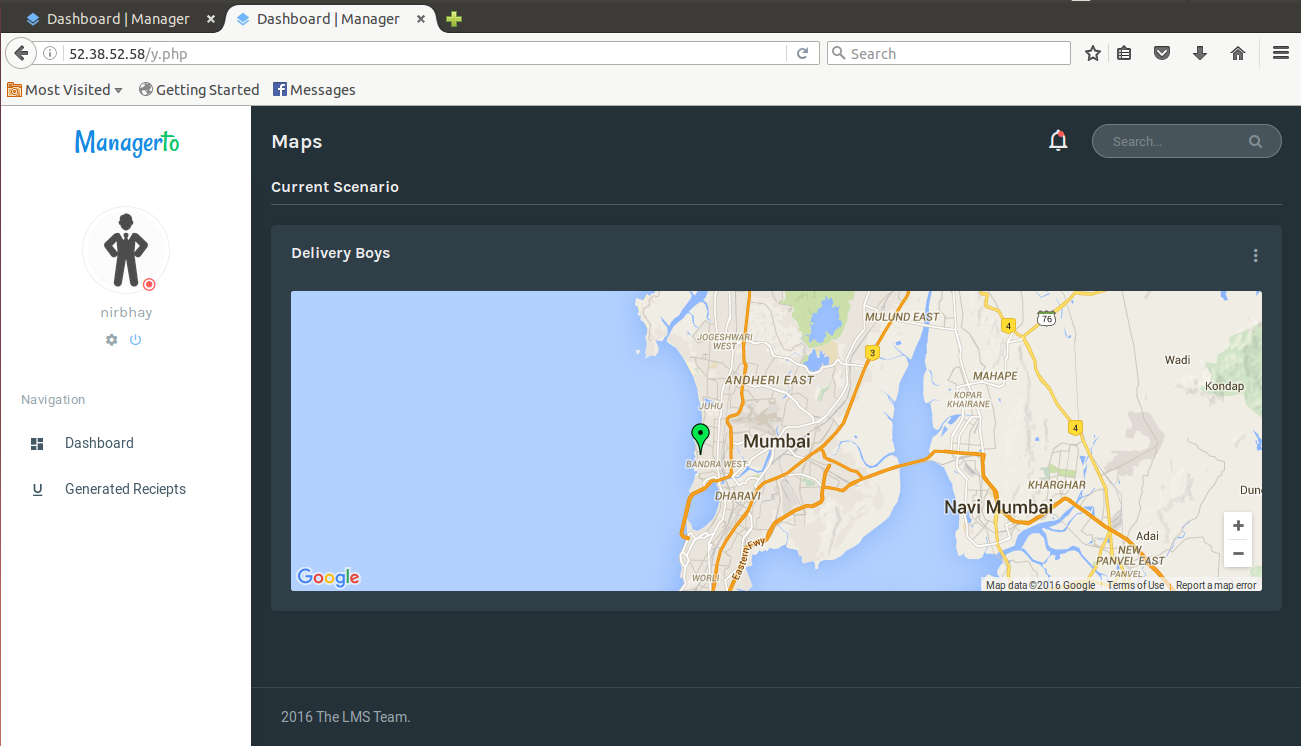 Dashboard | Manager
Dashboard | Manager
52.38.52.58/y.php
Search
Most Visited
Getting Started
Messages
Managerto
nirbhay
Navigation
Dashboard
Generated Reciepts
Maps
Search...
Current Scenario
Delivery Boys
MULUND EAST
4
76
JOGESHWARI
WEST
3
Wadi
ANDHERI EAST
MAHAPE
Kondap
KOPAR
KHAIRANE
JUHU
4
Mumbai
BANDRA WEST
KHARGHAR
DHARAVI
Dund
Navi Mumbai
Adai
Eastern Fwy
NEW
PANVEL EAST
PANVEL
WORLI
Google
Map data ©2016 Google
Terms of Use
Report a map error
2016 The LMS Team.